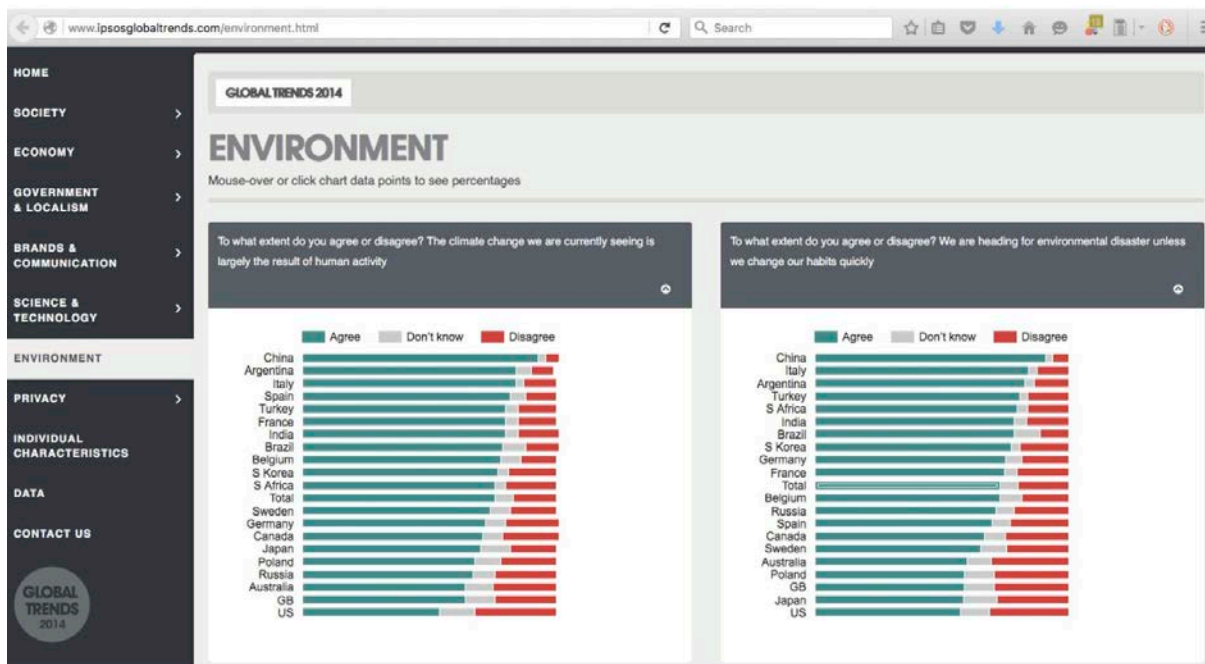 www.ipsosglobaltrends.com/environment.html
Search
HOME
SOCIETY
ECONOMY
GOVERNMENT
& LOCALISM
BRANDS &
COMMUNICATION
SCIENCE &
TECHNOLOGY
ENVIRONMENT
PRIVACY
INDIVIDUAL
CHARACTERISTICS
DATA
CONTACT US
GLOBAL
TRENDS
2014
GLOBAL TRENDS 2014
ENVIRONMENT
Mouse-over or click chart data points to see percentages
To what extent do you agree or disagree? The climate change we are currently seeing is
largely the result of human activity
Agree Don't know Disagree
China
Argentina
Italy
Spain
Turkey
France
India
Brazil
Belgium
S Korea
S Africa
Total
Sweden
Germany
Canada
Japan
Poland
Russia
Australia
GB
US
To what extent do you agree or disagree? We are heading for environmental disaster unless
we change our habits quickly
Agree Don't know Disagree
China
Italy
Argentina
Turkey
S Africa
India
Brazil
S Korea
Germany
France
Total
Belgium
Russia
Spain
Canada
Sweden
Australia
Poland
GB
Japan
US